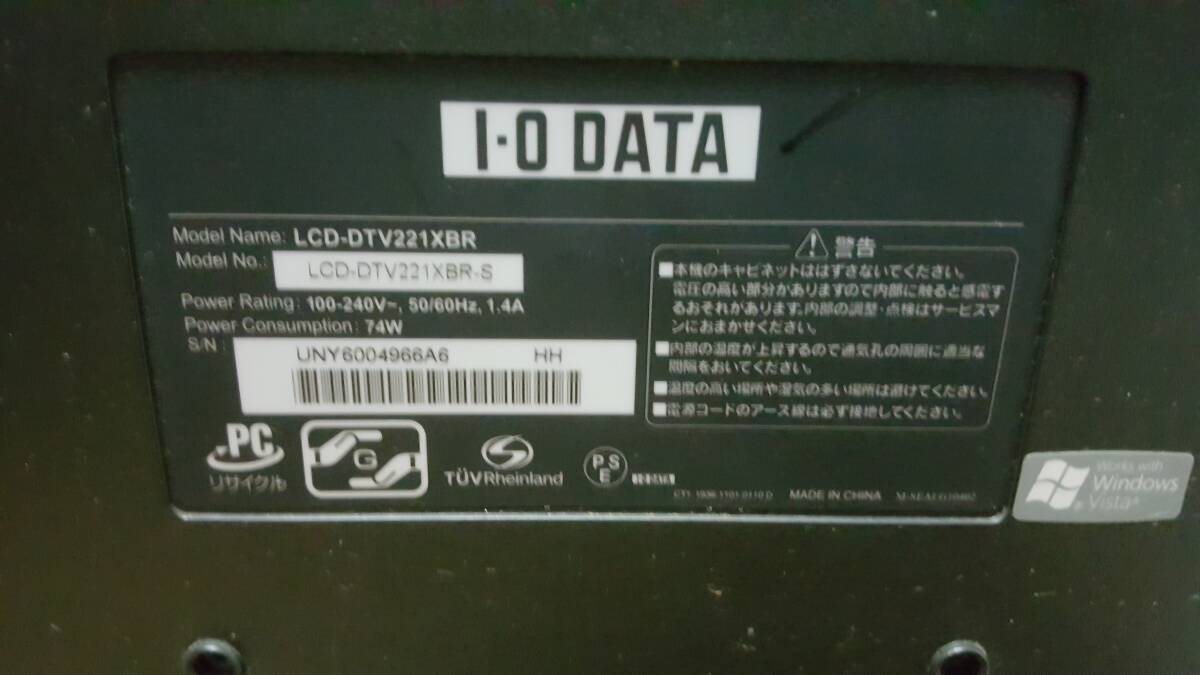 I-O DATA
Model Name: LCD-DTV221XBR
Model No.: LCD-DTV221XBR-S
Power Rating: 100-240V~, 50/60Hz, 1.4A
Power Consumption: 74W
S/N: UNY6004966A6 HH
警告
■本機のキャビネットははずさないでください。
電圧の高い部分がありますので内部に触ると感電す
るおそれがあります。内部の調整・点検はサービスマ
ンにおまかせください。
■内部の温度が上昇するので通気孔の周囲に適当な
間隔をおいてください。
■温度の高い場所や湿気の多い場所は避けてください。
■電源コードのアース線は必ず接地してください。
PC
リサイクル
G
TÜVRheinland
PS
E
MADE IN CHINA
Works with
Windows
Vista